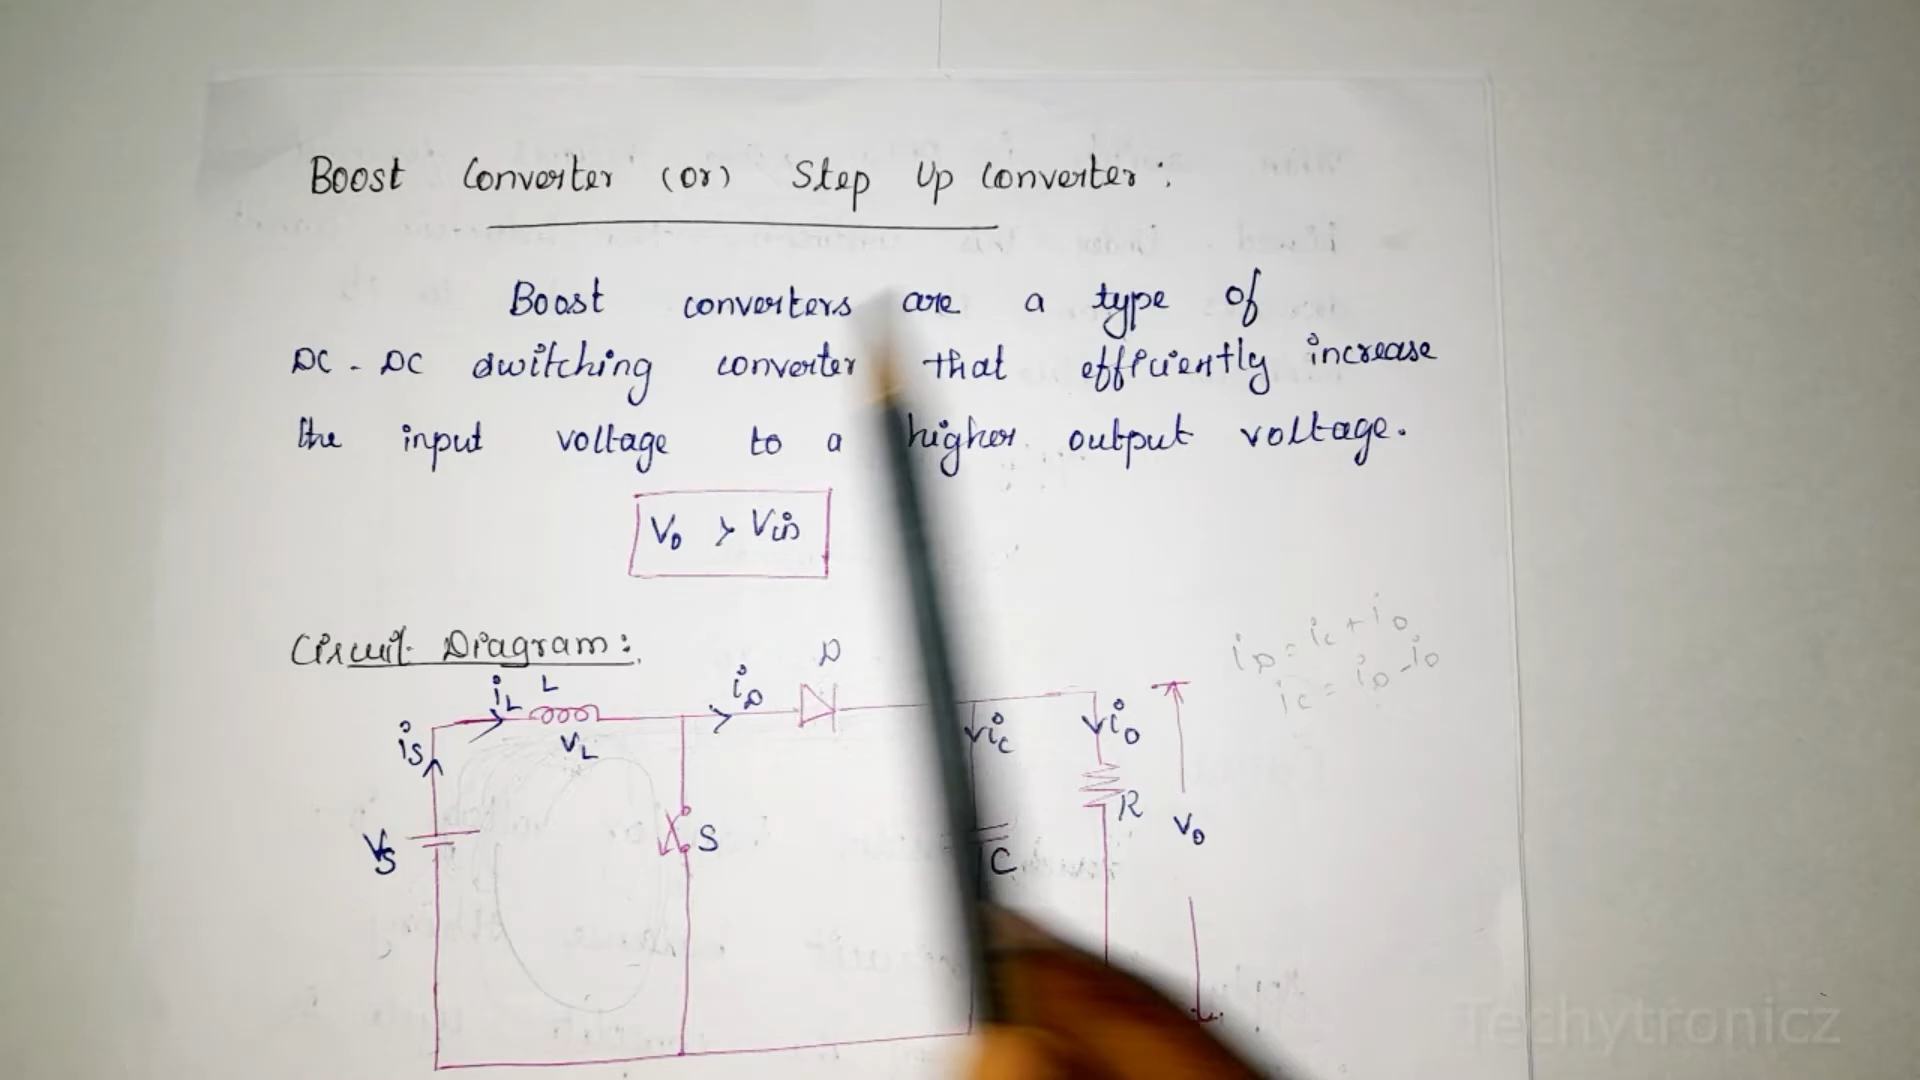 Boost Converter (or) Step Up Converter:
Boost converters are a type of
DC - DC switching converter that efficiently increase
the input voltage to a higher output voltage.
V0 > Vin
Circuit Diagram:
iD = ic + i0
ic = iD - i0
iL L iD D
is VL ic i0
Vs S C R V0
Techytronicz